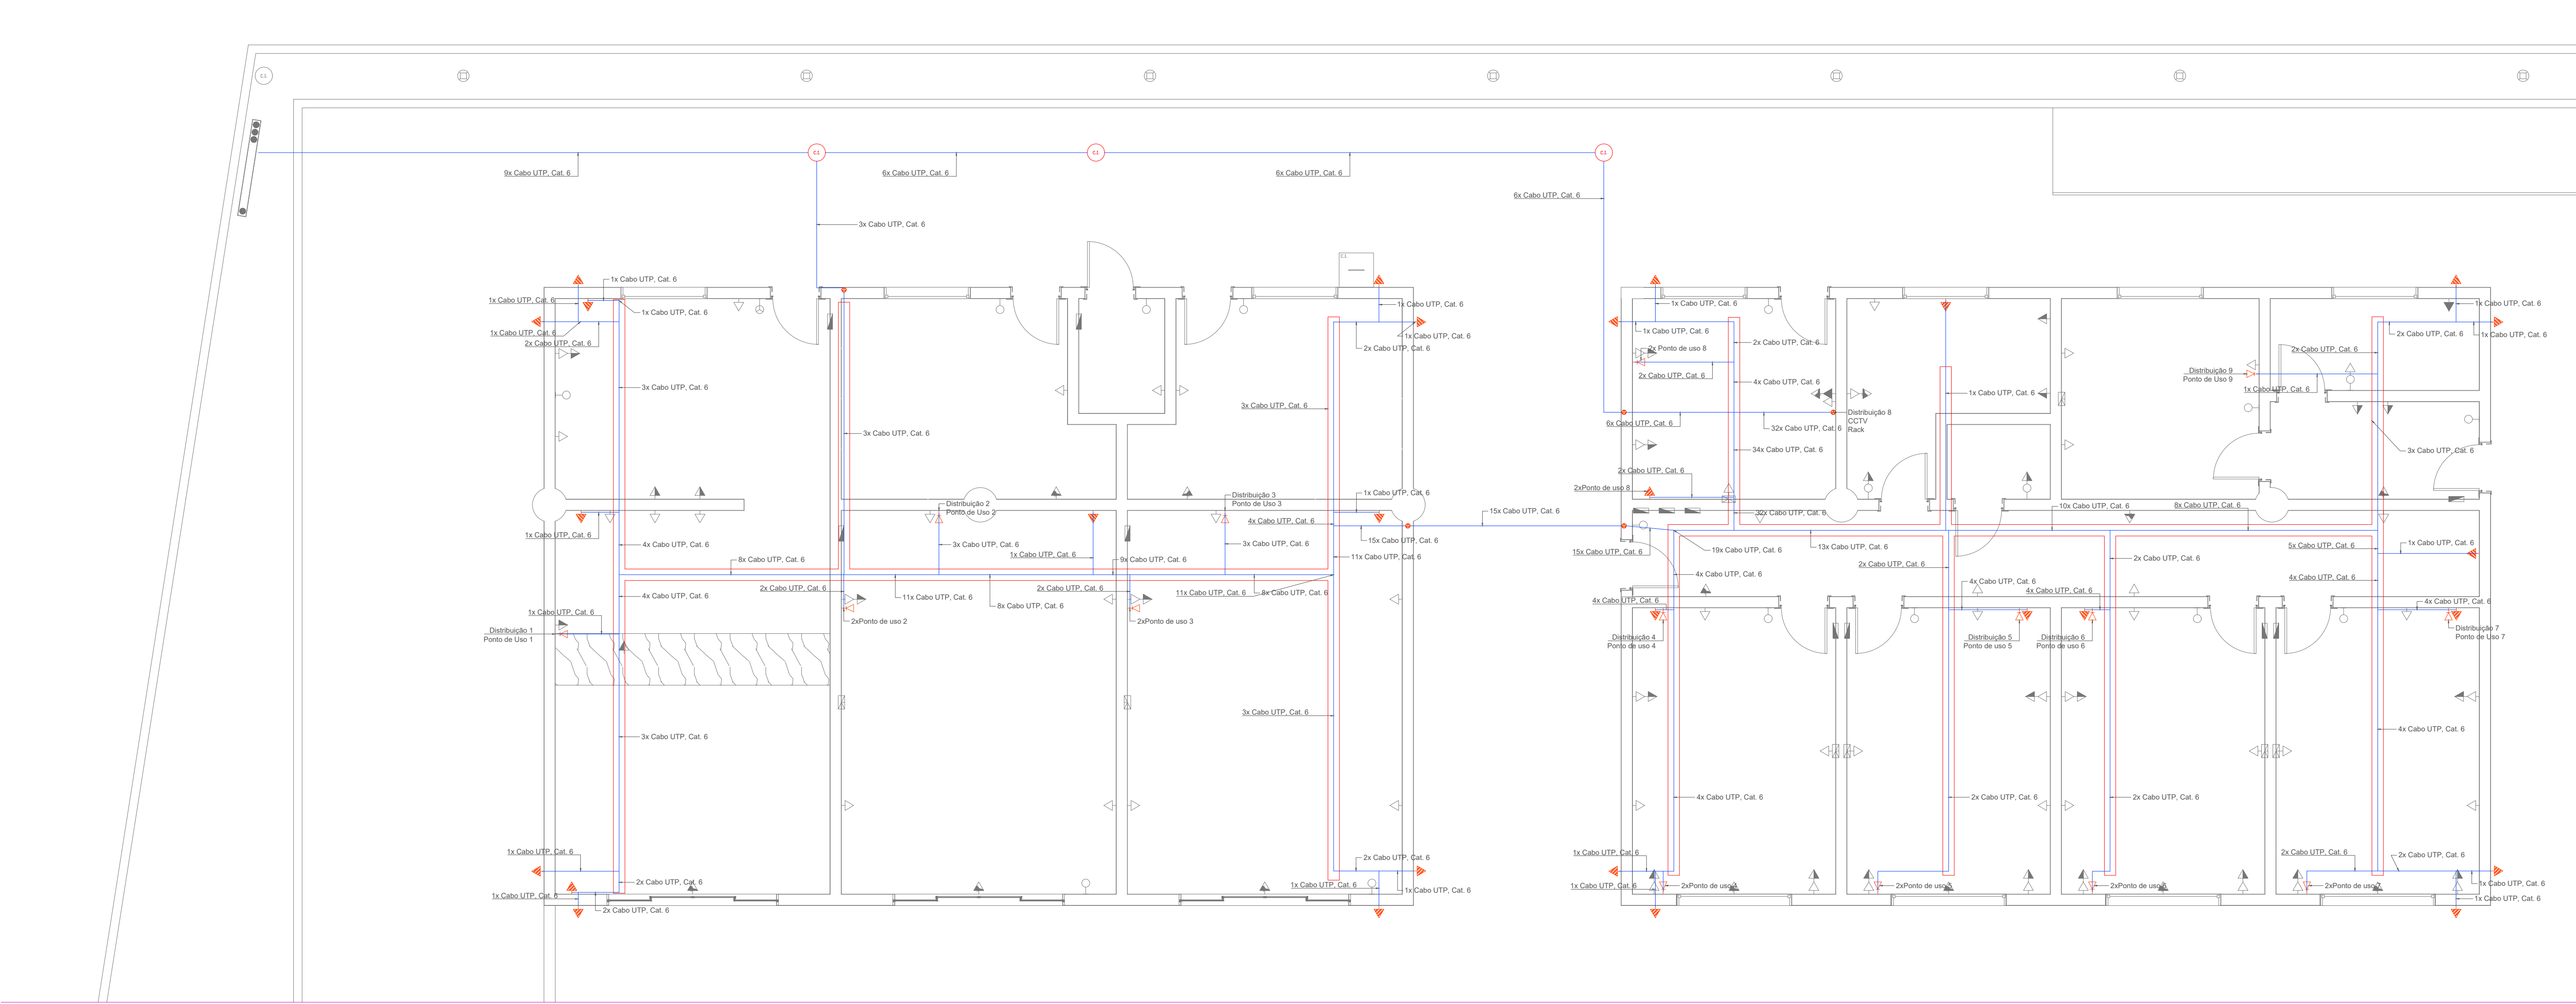 C.1
C.1
C.1
C.1
9x Cabo UTP, Cat. 6
6x Cabo UTP, Cat. 6
6x Cabo UTP, Cat. 6
6x Cabo UTP, Cat. 6
3x Cabo UTP, Cat. 6
C.1
1x Cabo UTP, Cat. 6
1x Cabo UTP, Cat. 6
1x Cabo UTP, Cat. 6
1x Cabo UTP, Cat. 6
2x Cabo UTP, Cat. 6
3x Cabo UTP, Cat. 6
3x Cabo UTP, Cat. 6
1x Cabo UTP, Cat. 6
4x Cabo UTP, Cat. 6
8x Cabo UTP, Cat. 6
4x Cabo UTP, Cat. 6
1x Cabo UTP, Cat. 6
Distribuição 1
Ponto de Uso 1
3x Cabo UTP, Cat. 6
1x Cabo UTP, Cat. 6
2x Cabo UTP, Cat. 6
1x Cabo UTP, Cat. 6
2x Cabo UTP, Cat. 6
Distribuição 2
Ponto de Uso 2
3x Cabo UTP, Cat. 6
1x Cabo UTP, Cat. 6
9x Cabo UTP, Cat. 6
2x Cabo UTP, Cat. 6
11x Cabo UTP, Cat. 6
8x Cabo UTP, Cat. 6
2xPonto de uso 2
2x Cabo UTP, Cat. 6
2xPonto de uso 3
Distribuição 3
Ponto de Uso 3
3x Cabo UTP, Cat. 6
11x Cabo UTP, Cat. 6
8x Cabo UTP, Cat. 6
1x Cabo UTP, Cat. 6
1x Cabo UTP, Cat. 6
2x Cabo UTP, Cat. 6
3x Cabo UTP, Cat. 6
1x Cabo UTP, Cat. 6
4x Cabo UTP, Cat. 6
15x Cabo UTP, Cat. 6
11x Cabo UTP, Cat. 6
3x Cabo UTP, Cat. 6
2x Cabo UTP, Cat. 6
1x Cabo UTP, Cat. 6
1x Cabo UTP, Cat. 6
15x Cabo UTP, Cat. 6
1x Cabo UTP, Cat. 6
1x Cabo UTP, Cat. 6
2x Ponto de uso 8
2x Cabo UTP, Cat. 6
2x Cabo UTP, Cat. 6
4x Cabo UTP, Cat. 6
6x Cabo UTP, Cat. 6
32x Cabo UTP, Cat. 6
Distribuição 8
CCTV
Rack
34x Cabo UTP, Cat. 6
2x Cabo UTP, Cat. 6
2xPonto de uso 8
32x Cabo UTP, Cat. 6
15x Cabo UTP, Cat. 6
19x Cabo UTP, Cat. 6
13x Cabo UTP, Cat. 6
1x Cabo UTP, Cat. 6
4x Cabo UTP, Cat. 6
4x Cabo UTP, Cat. 6
Distribuição 4
Ponto de uso 4
4x Cabo UTP, Cat. 6
1x Cabo UTP, Cat. 6
1x Cabo UTP, Cat. 6
2x Cabo UTP, Cat. 6
4x Cabo UTP, Cat. 6
Distribuição 5
Ponto de uso 5
2x Cabo UTP, Cat. 6
2xPonto de uso 5
10x Cabo UTP, Cat. 6
8x Cabo UTP, Cat. 6
2x Cabo UTP, Cat. 6
4x Cabo UTP, Cat. 6
Distribuição 6
Ponto de uso 6
2x Cabo UTP, Cat. 6
2xPonto de uso 6
1x Cabo UTP, Cat. 6
2x Cabo UTP, Cat. 6
1x Cabo UTP, Cat. 6
2x Cabo UTP, Cat. 6
Distribuição 9
Ponto de Uso 9
1x Cabo UTP, Cat. 6
3x Cabo UTP, Cat. 6
5x Cabo UTP, Cat. 6
1x Cabo UTP, Cat. 6
4x Cabo UTP, Cat. 6
4x Cabo UTP, Cat. 6
Distribuição 7
Ponto de Uso 7
4x Cabo UTP, Cat. 6
2x Cabo UTP, Cat. 6
2x Cabo UTP, Cat. 6
2xPonto de uso 7
1x Cabo UTP, Cat. 6
1x Cabo UTP, Cat. 6